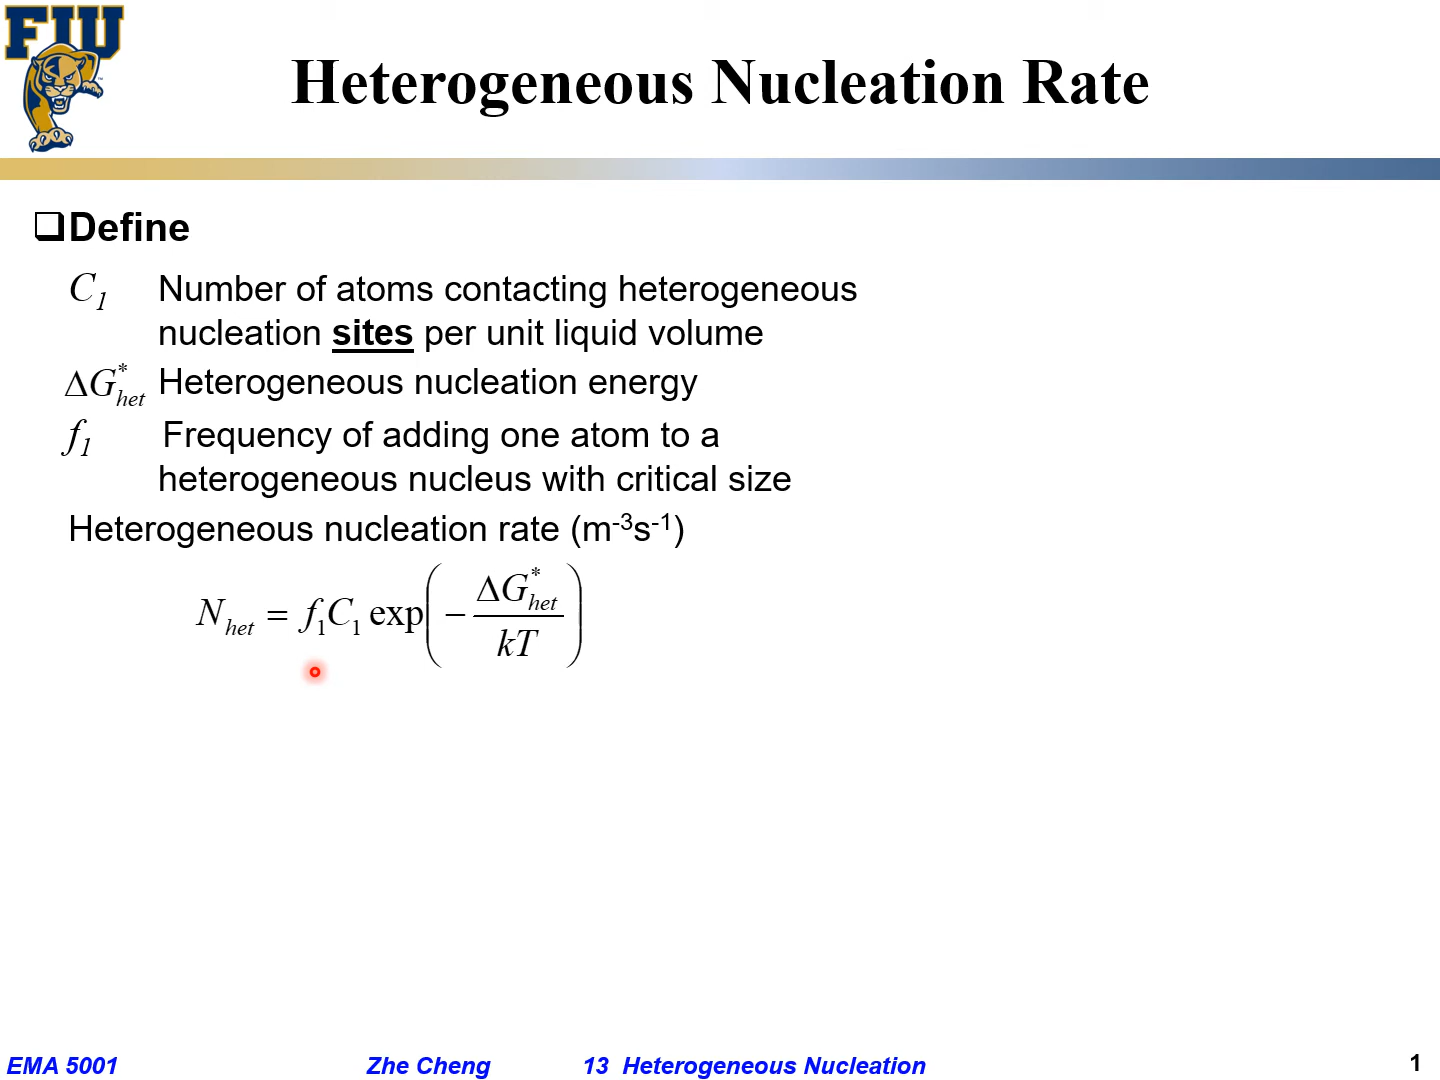 FIU
Heterogeneous Nucleation Rate
❑Define
C₁ Number of atoms contacting heterogeneous
nucleation sites per unit liquid volume
ΔG*het Heterogeneous nucleation energy
f₁ Frequency of adding one atom to a
heterogeneous nucleus with critical size
Heterogeneous nucleation rate (m⁻³s⁻¹)
N_het = f₁C₁ exp(−ΔG*het / kT)
EMA 5001 Zhe Cheng 13 Heterogeneous Nucleation 1